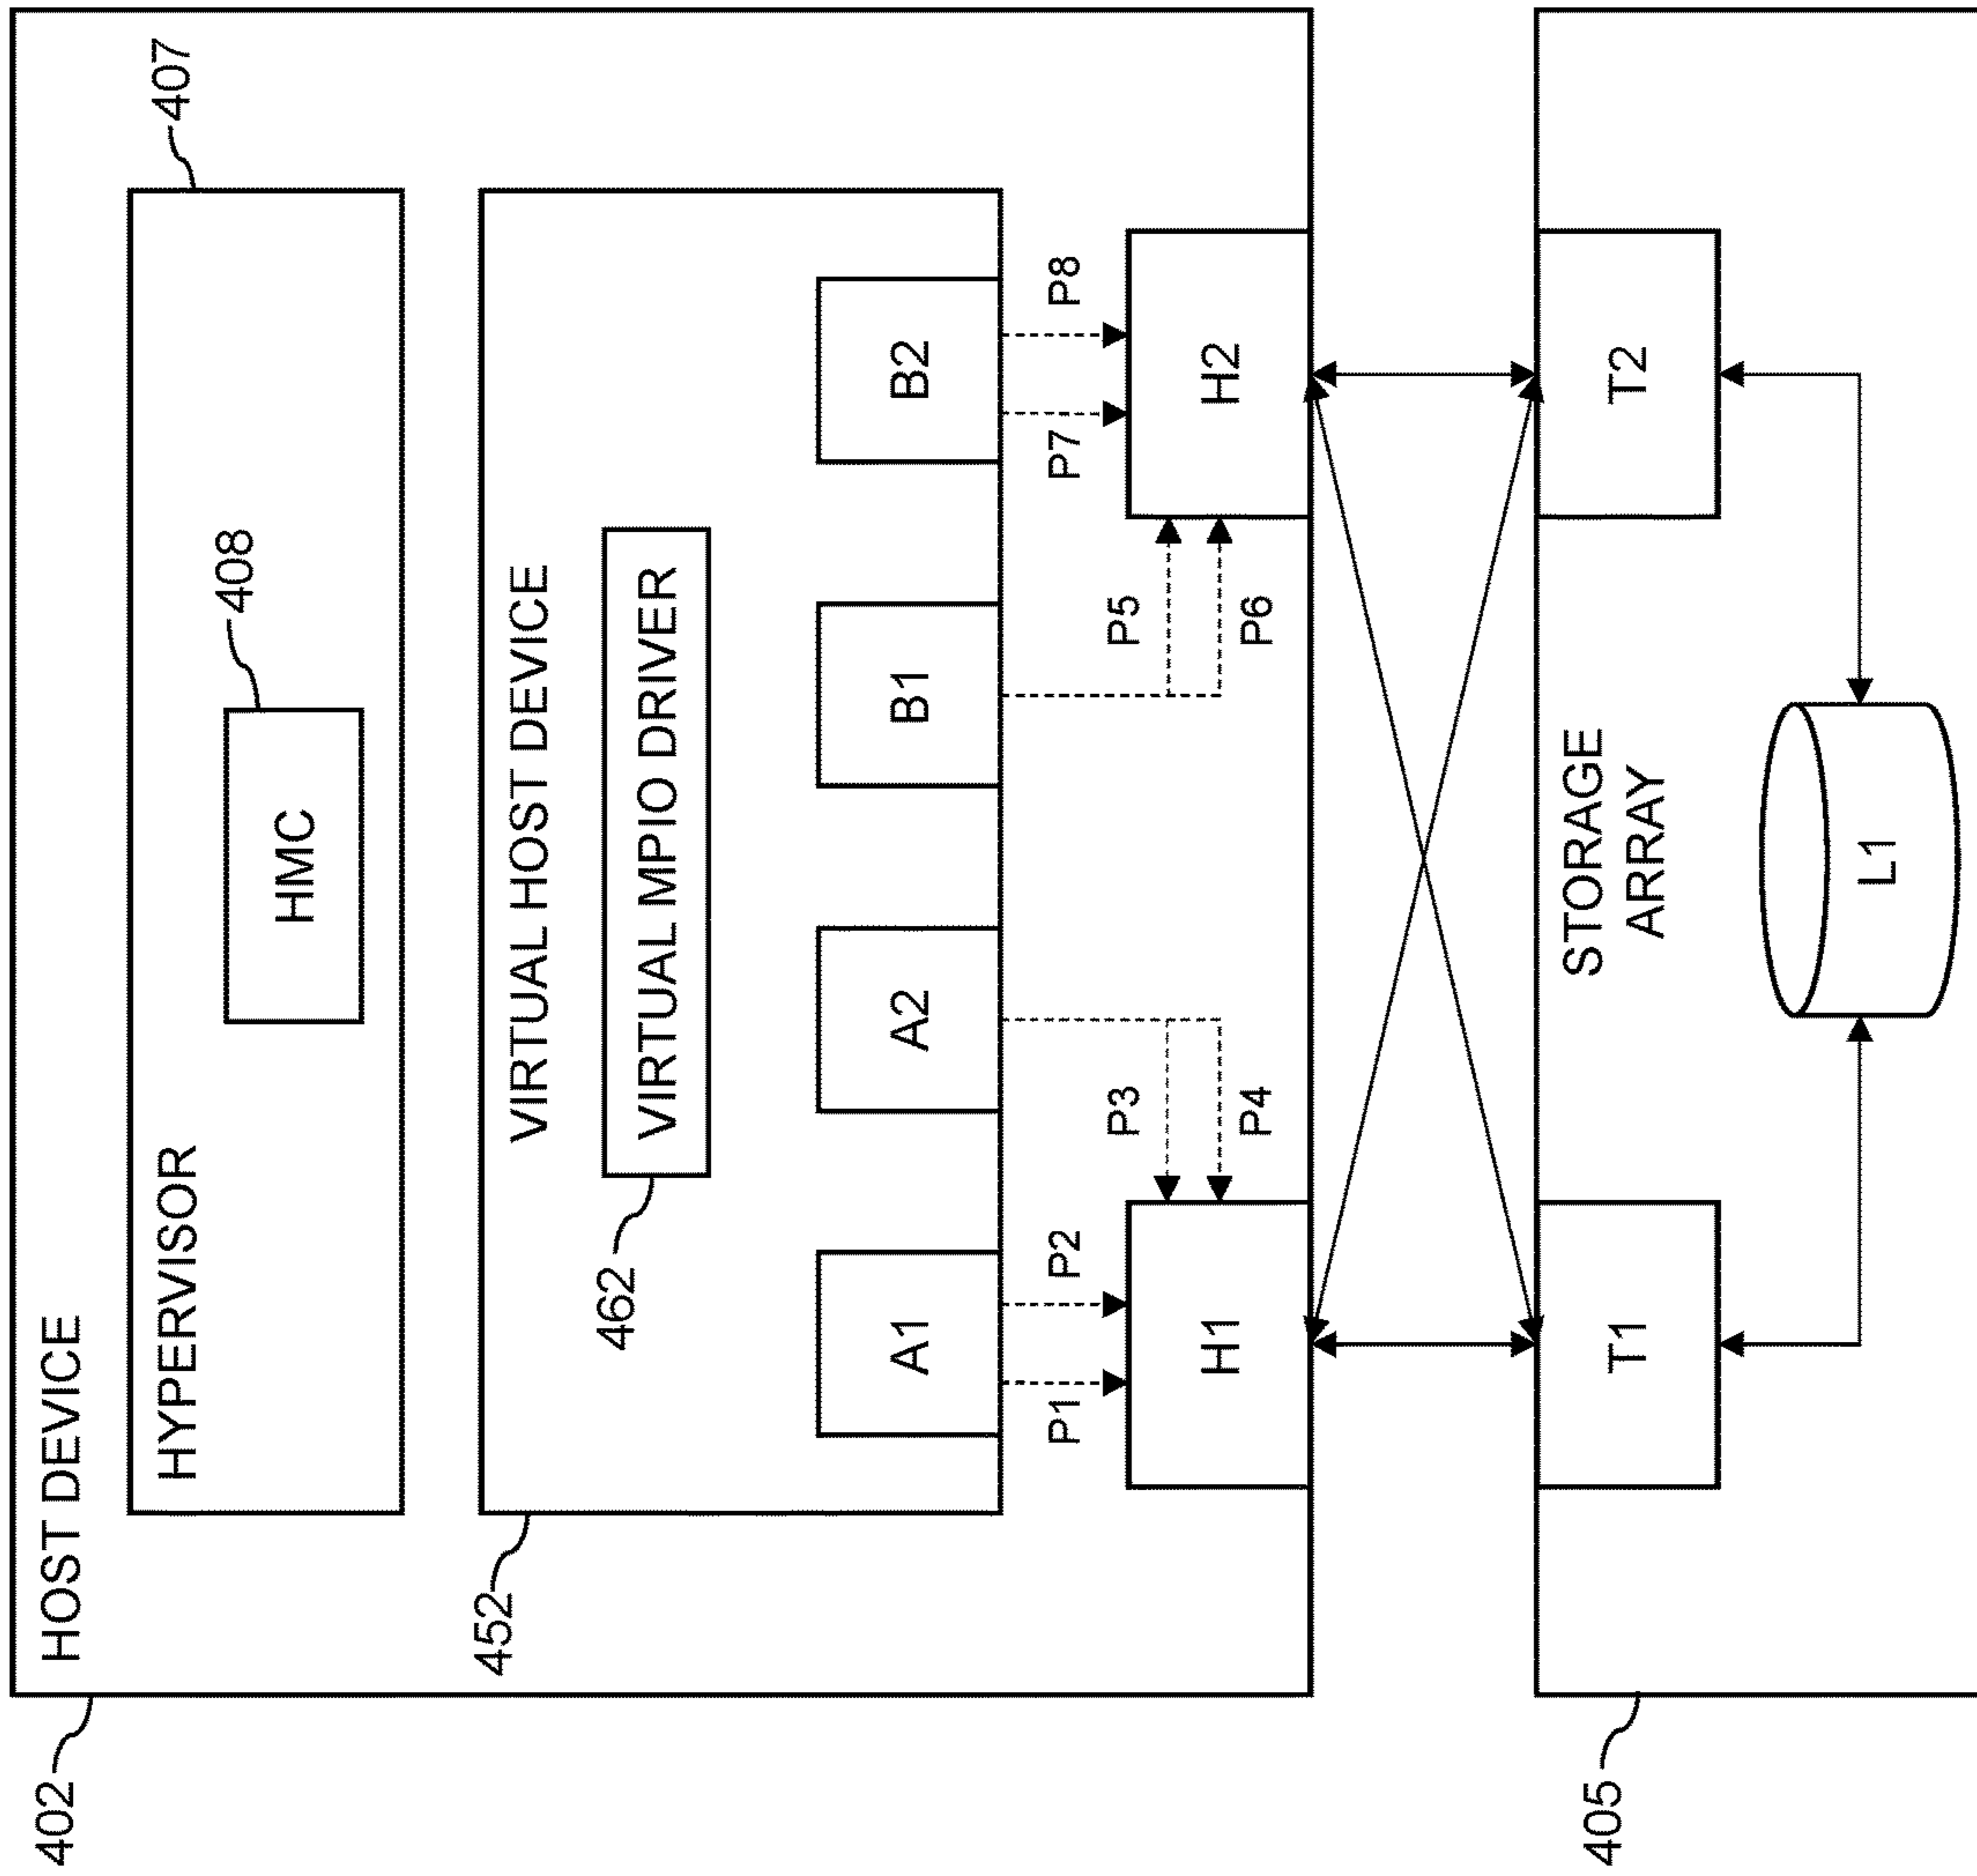 402
HOST DEVICE
HYPERVISOR
407
408
HMC
452
VIRTUAL HOST DEVICE
462
VIRTUAL MPIO DRIVER
A1
A2
B1
B2
P1
P2
P7
P8
P3
P5
H1
H2
P4
P6
405
STORAGE
ARRAY
T1
T2
L1